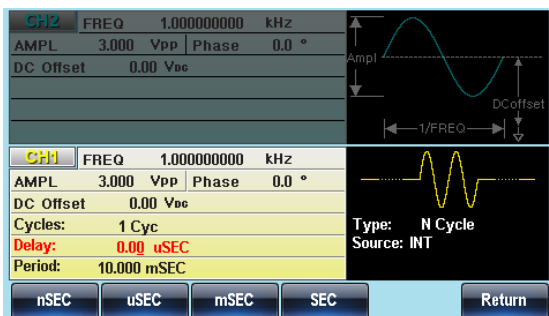 CH2 FREQ 1.000000000 kHz
AMPL 3.000 Vpp Phase 0.0 °
DC Offset 0.00 VDC
Ampl
DCoffset
1/FREQ
CH1 FREQ 1.000000000 kHz
AMPL 3.000 Vpp Phase 0.0 °
DC Offset 0.00 VDC
Cycles: 1 Cyc
Delay: 0.00 uSEC
Period: 10.000 mSEC
Type: N Cycle
Source: INT
nSEC uSEC mSEC SEC Return